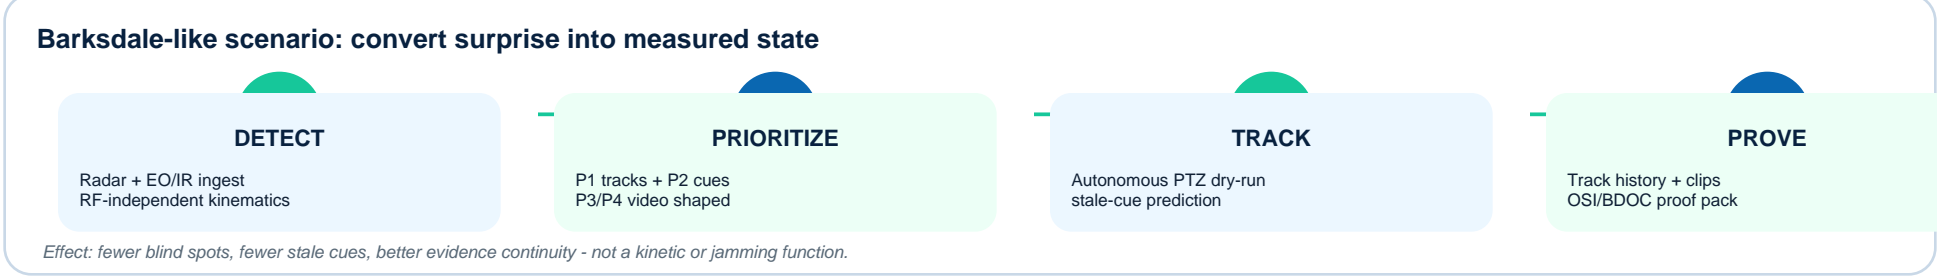 Barksdale-like scenario: convert surprise into measured state
DETECT
Radar + EO/IR ingest
RF-independent kinematics
PRIORITIZE
P1 tracks + P2 cues
P3/P4 video shaped
TRACK
Autonomous PTZ dry-run
stale-cue prediction
PROVE
Track history + clips
OSI/BDOC proof pack
Effect: fewer blind spots, fewer stale cues, better evidence continuity - not a kinetic or jamming function.